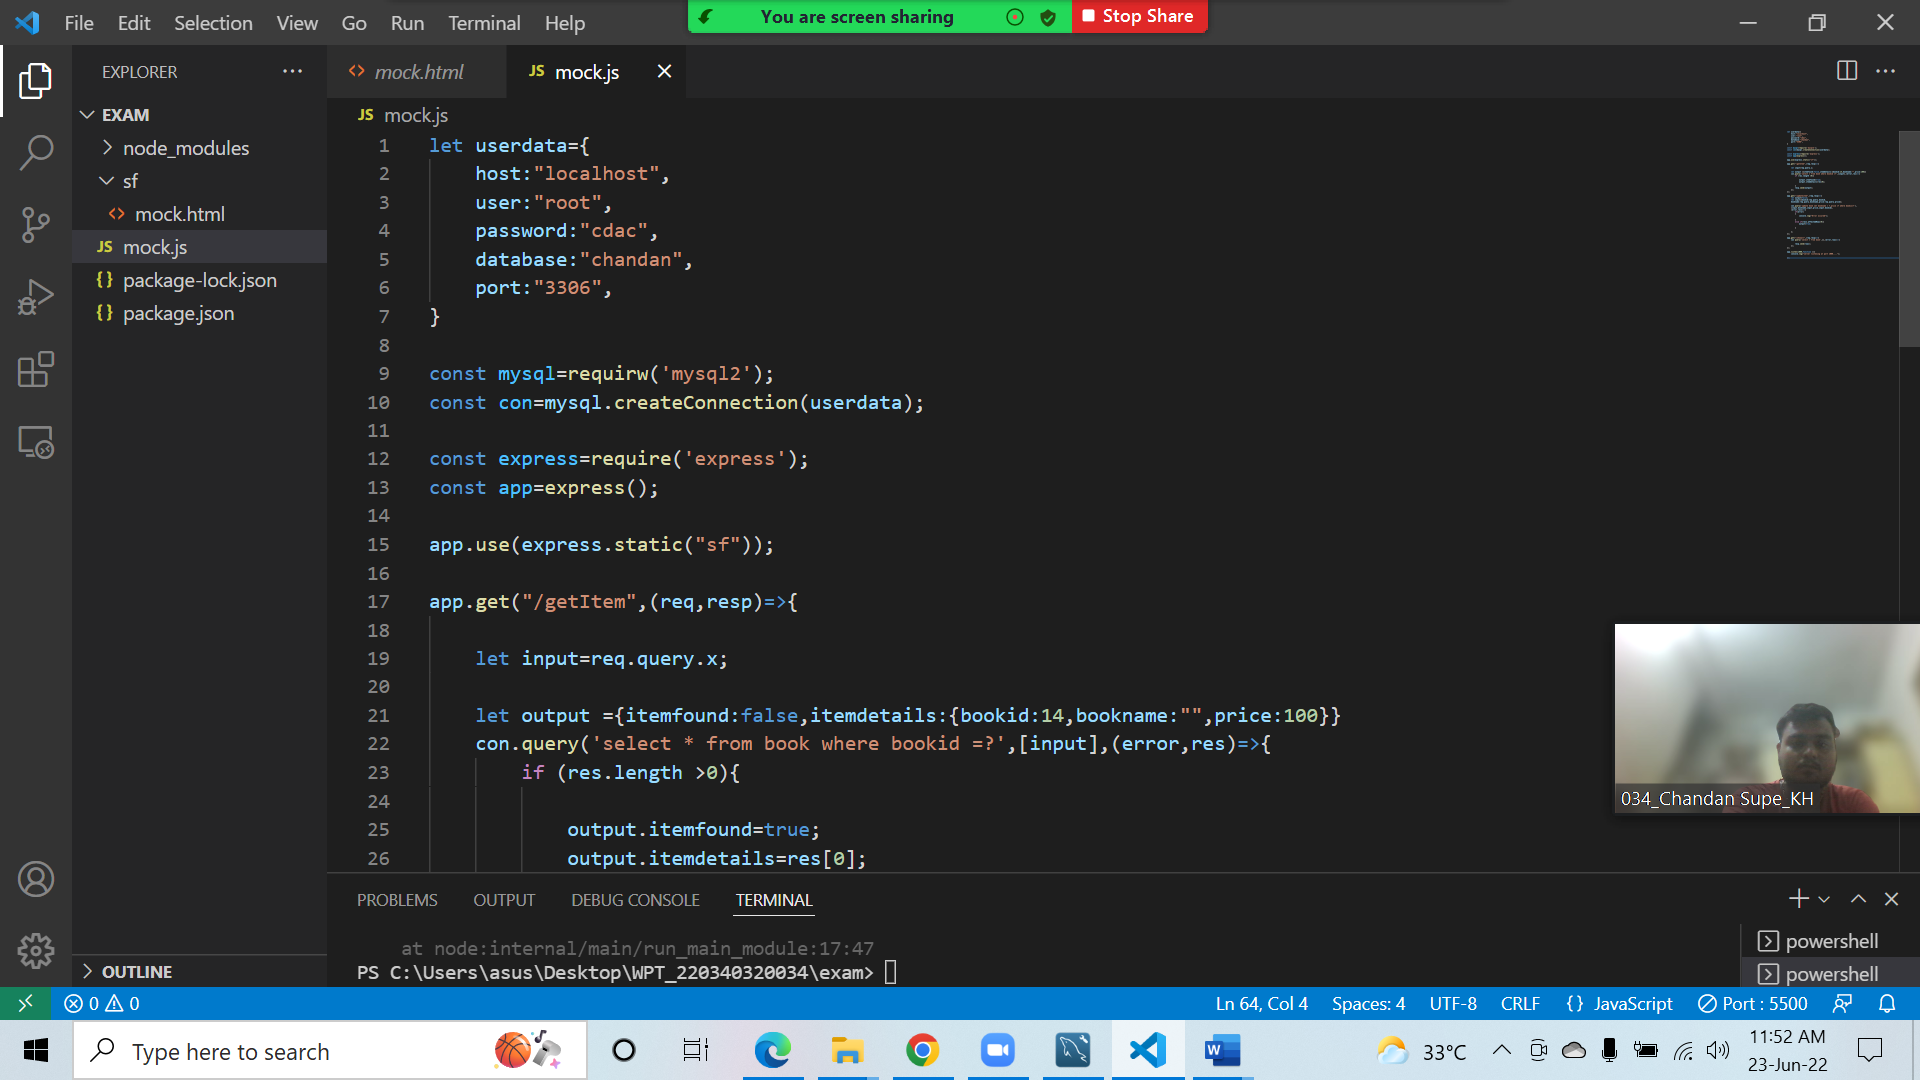 File Edit Selection View Go Run Terminal Help
You are screen sharing
Stop Share
EXPLORER
EXAM
node_modules
sf
<> mock.html
JS mock.js
{} package-lock.json
{} package.json
OUTLINE
<> mock.html
JS mock.js
JS mock.js
1 let userdata={
2 host:"localhost",
3 user:"root",
4 password:"cdac",
5 database:"chandan",
6 port:"3306",
7 }
8
9 const mysql=requirw('mysql2');
10 const con=mysql.createConnection(userdata);
11
12 const express=require('express');
13 const app=express();
14
15 app.use(express.static("sf"));
16
17 app.get("/getItem",(req,resp)=>{
18
19 let input=req.query.x;
20
21 let output ={itemfound:false,itemdetails:{bookid:14,bookname:"",price:100}}
22 con.query('select * from book where bookid =?',[input],(error,res)=>{
23 if (res.length >0){
24
25 output.itemfound=true;
26 output.itemdetails=res[0];
034_Chandan Supe_KH
PROBLEMS OUTPUT DEBUG CONSOLE TERMINAL
at node:internal/main/run_main_module:17:47
PS C:\Users\asus\Desktop\WPT_220340320034\exam>
powershell
powershell
0 0
Ln 64, Col 4 Spaces: 4 UTF-8 CRLF {} JavaScript Port : 5500
Type here to search
33°C
11:52 AM
23-Jun-22